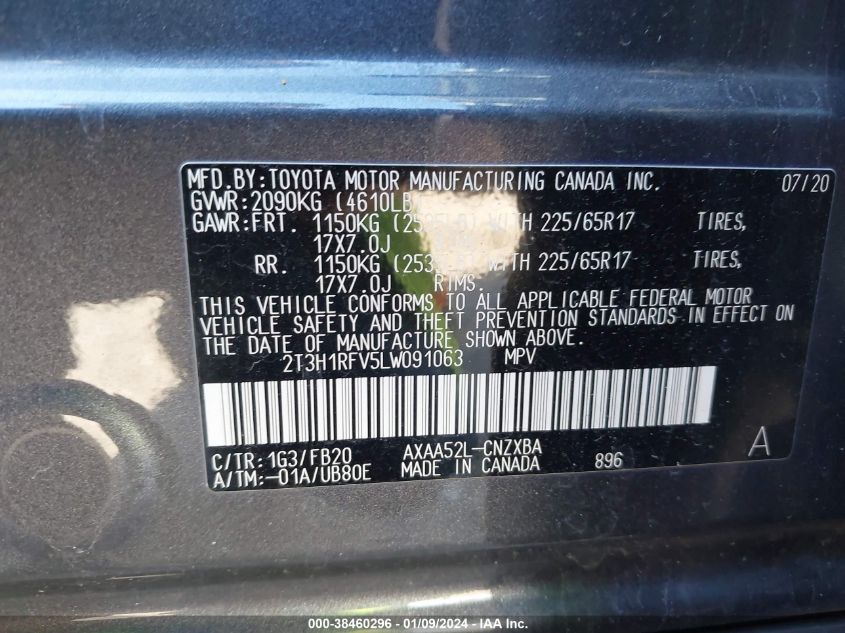 MFD.BY:TOYOTA MOTOR MANUFACTURING CANADA INC. 07/20
GVWR:2090KG (4610LB)
GAWR:FRT. 1150KG WITH 225/65R17 TIRES,
17X7.0J
RR. 1150KG WITH 225/65R17 TIRES,
17X7.0J RIMS.
THIS VEHICLE CONFORMS TO ALL APPLICABLE FEDERAL MOTOR
VEHICLE SAFETY AND THEFT PREVENTION STANDARDS IN EFFECT ON
THE DATE OF MANUFACTURE SHOWN ABOVE.
2T3H1RFV5LW091063 MPV
C/TR:1G3/FB20 AXAA52L-CNZXBA
A/TM:-01A/UB80E MADE IN CANADA 896 A
000-38460296 - 01/09/2024 - IAA Inc.